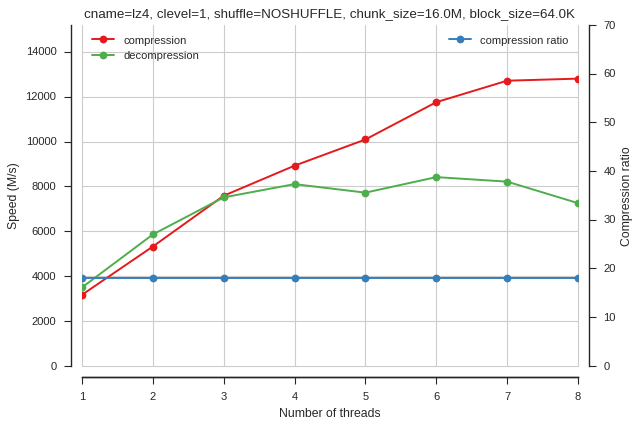 cname=lz4, clevel=1, shuffle=NOSHUFFLE, chunk_size=16.0M, block_size=64.0K
compression
decompression
compression ratio
14000
12000
10000
8000
6000
4000
2000
0
Speed (M/s)
70
60
50
40
30
20
10
0
Compression ratio
1 2 3 4 5 6 7 8
Number of threads